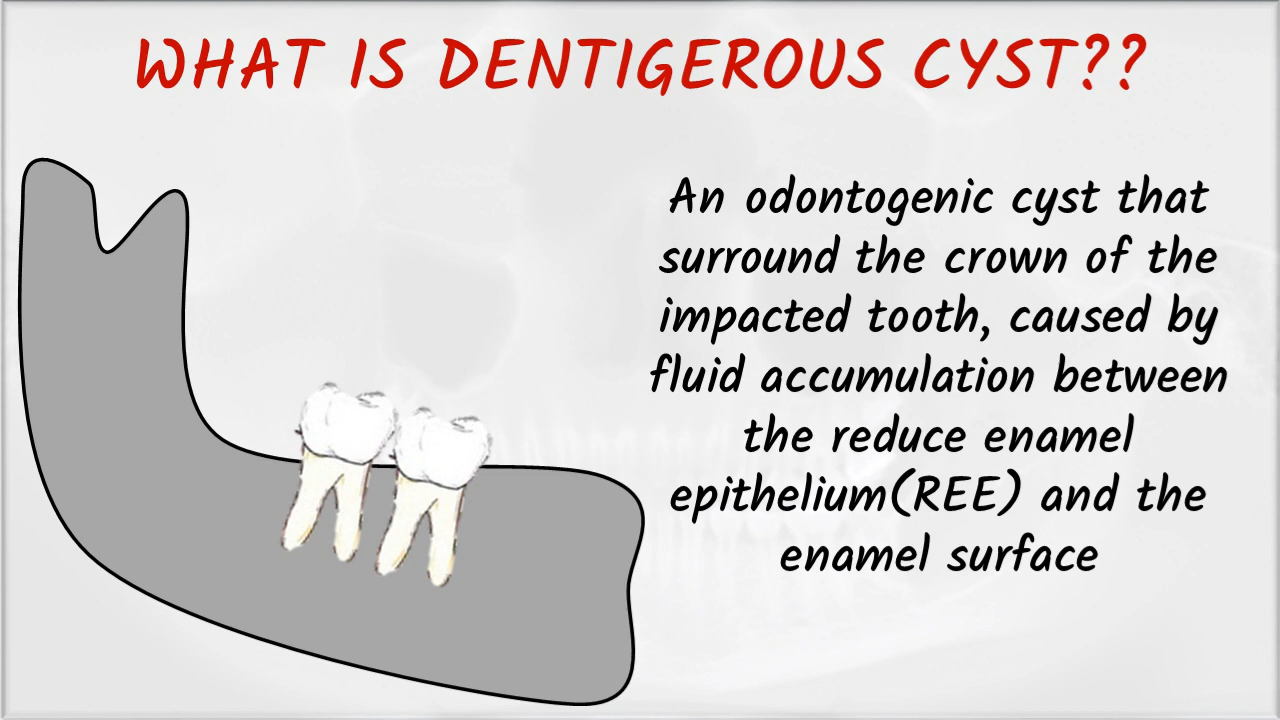 WHAT IS DENTIGEROUS CYST??
An odontogenic cyst that
surround the crown of the
impacted tooth, caused by
fluid accumulation between
the reduce enamel
epithelium(REE) and the
enamel surface